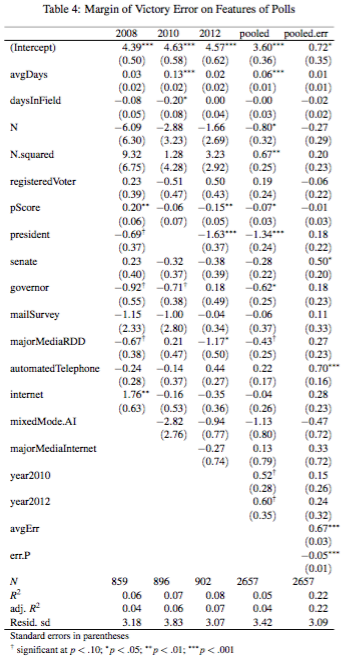 Table 4: Margin of Victory Error on Features of Polls
2008 2010 2012 pooled pooled.err
(Intercept) 4.39*** 4.63*** 4.57*** 3.60*** 0.72*
(0.50) (0.58) (0.62) (0.36) (0.35)
avgDays 0.03 0.13*** 0.02 0.06*** 0.01
(0.02) (0.02) (0.02) (0.01) (0.01)
daysInField −0.08 −0.20* 0.00 −0.00 −0.02
(0.05) (0.08) (0.04) (0.03) (0.02)
N −6.09 −2.88 −1.66 −0.80* −0.27
(6.30) (3.23) (2.69) (0.32) (0.29)
N.squared 9.32 1.28 3.23 0.67** 0.20
(6.75) (4.28) (2.92) (0.25) (0.23)
registeredVoter 0.23 −0.51 0.50 0.19 −0.06
(0.39) (0.47) (0.43) (0.24) (0.22)
pScore 0.20** −0.06 −0.15** −0.07* −0.01
(0.06) (0.07) (0.05) (0.03) (0.03)
president −0.69† −1.63*** −1.34*** 0.18
(0.37) (0.37) (0.24) (0.22)
senate 0.23 −0.32 −0.38 −0.28 0.50*
(0.40) (0.37) (0.39) (0.22) (0.20)
governor −0.92† −0.71† 0.18 −0.62* 0.18
(0.55) (0.38) (0.49) (0.25) (0.23)
mailSurvey −1.15 −1.00 −0.04 −0.06 0.11
(2.33) (2.80) (0.34) (0.37) (0.33)
majorMediaRDD −0.67† 0.21 −1.17* −0.43† 0.27
(0.38) (0.47) (0.50) (0.25) (0.23)
automatedTelephone −0.24 −0.14 0.44 0.22 0.70***
(0.28) (0.37) (0.27) (0.17) (0.16)
internet 1.76** −0.16 −0.35 −0.04 0.28
(0.63) (0.53) (0.36) (0.26) (0.23)
mixedMode.AI −2.82 −0.94 −1.13 −0.47
(2.76) (0.77) (0.80) (0.72)
majorMediaInternet −0.27 0.13 0.33
(0.74) (0.79) (0.72)
year2010 0.52† 0.15
(0.28) (0.26)
year2012 0.60† 0.24
(0.35) (0.32)
avgErr 0.67***
(0.03)
err.P −0.05***
(0.01)
N 859 896 902 2657 2657
R² 0.06 0.07 0.08 0.05 0.22
adj. R² 0.04 0.06 0.07 0.04 0.22
Resid. sd 3.18 3.83 3.07 3.42 3.09
Standard errors in parentheses
† significant at p < .10; *p < .05; **p < .01; ***p < .001